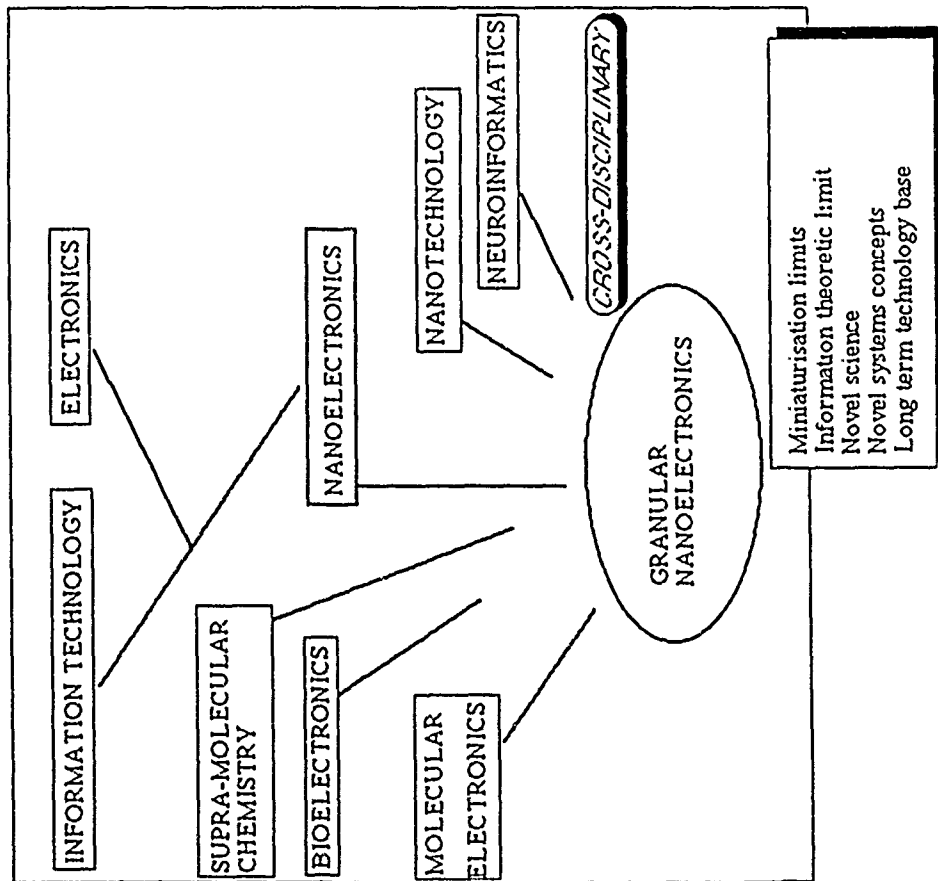 INFORMATION TECHNOLOGY
ELECTRONICS
SUPRA-MOLECULAR
CHEMISTRY
BIOELECTRONICS
NANOELECTRONICS
MOLECULAR
ELECTRONICS
NANOTECHNOLOGY
NEUROINFORMATICS
CROSS-DISCIPLINARY
GRANULAR
NANOELECTRONICS
Miniaturisation limits
Information theoretic limit
Novel science
Novel systems concepts
Long term technology base